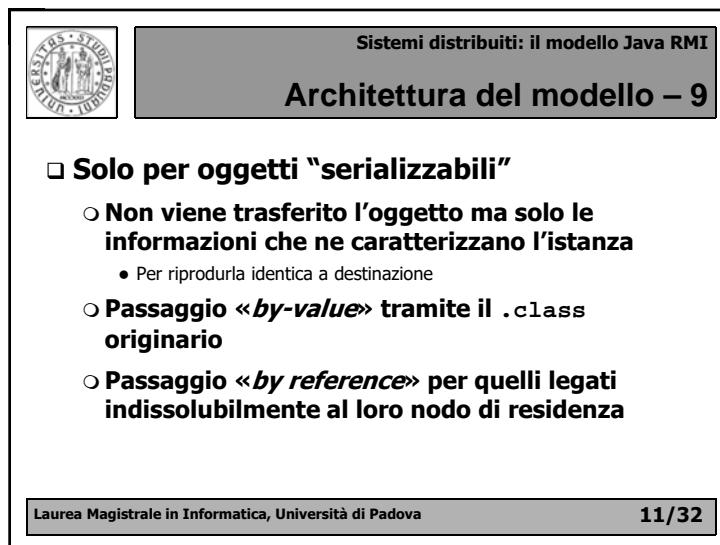 Sistemi distribuiti: il modello Java RMI
Architettura del modello – 9
❑ Solo per oggetti “serializzabili”
❍ Non viene trasferito l’oggetto ma solo le
informazioni che ne caratterizzano l’istanza
● Per riprodurla identica a destinazione
❍ Passaggio «by-value» tramite il .class
originario
❍ Passaggio «by reference» per quelli legati
indissolubilmente al loro nodo di residenza
Laurea Magistrale in Informatica, Università di Padova
11/32